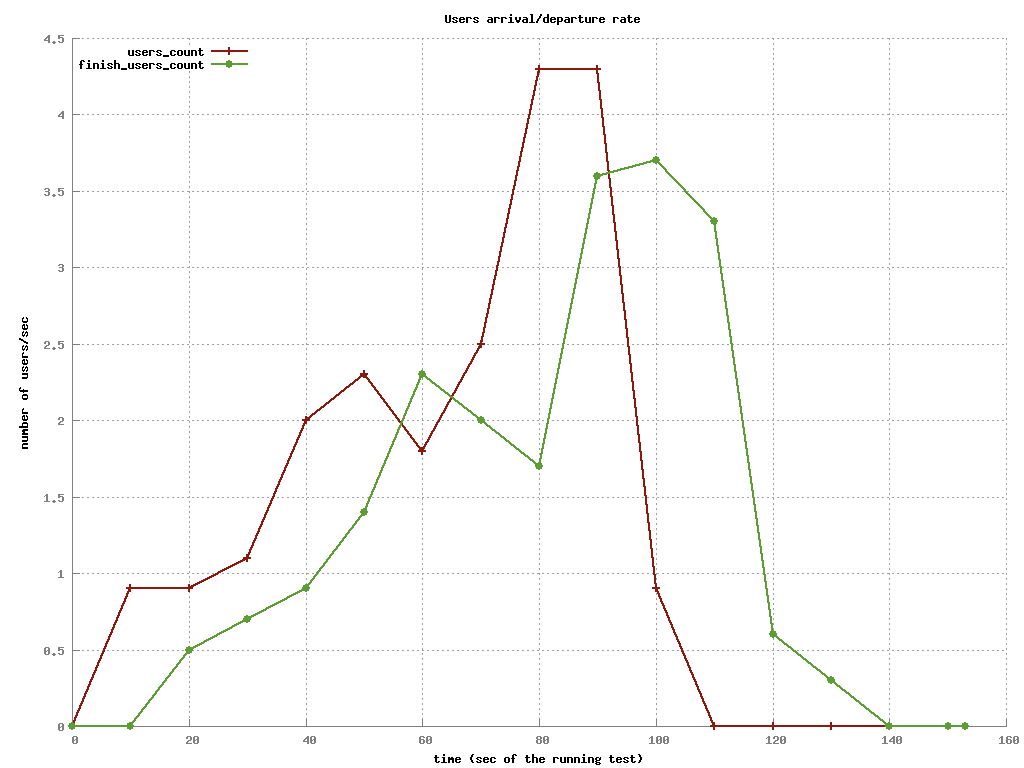 Users arrival/departure rate
users_count
finish_users_count
4.5
4
3.5
3
2.5
2
1.5
1
0.5
0
number of users/sec
0 20 40 60 80 100 120 140 160
time (sec of the running test)